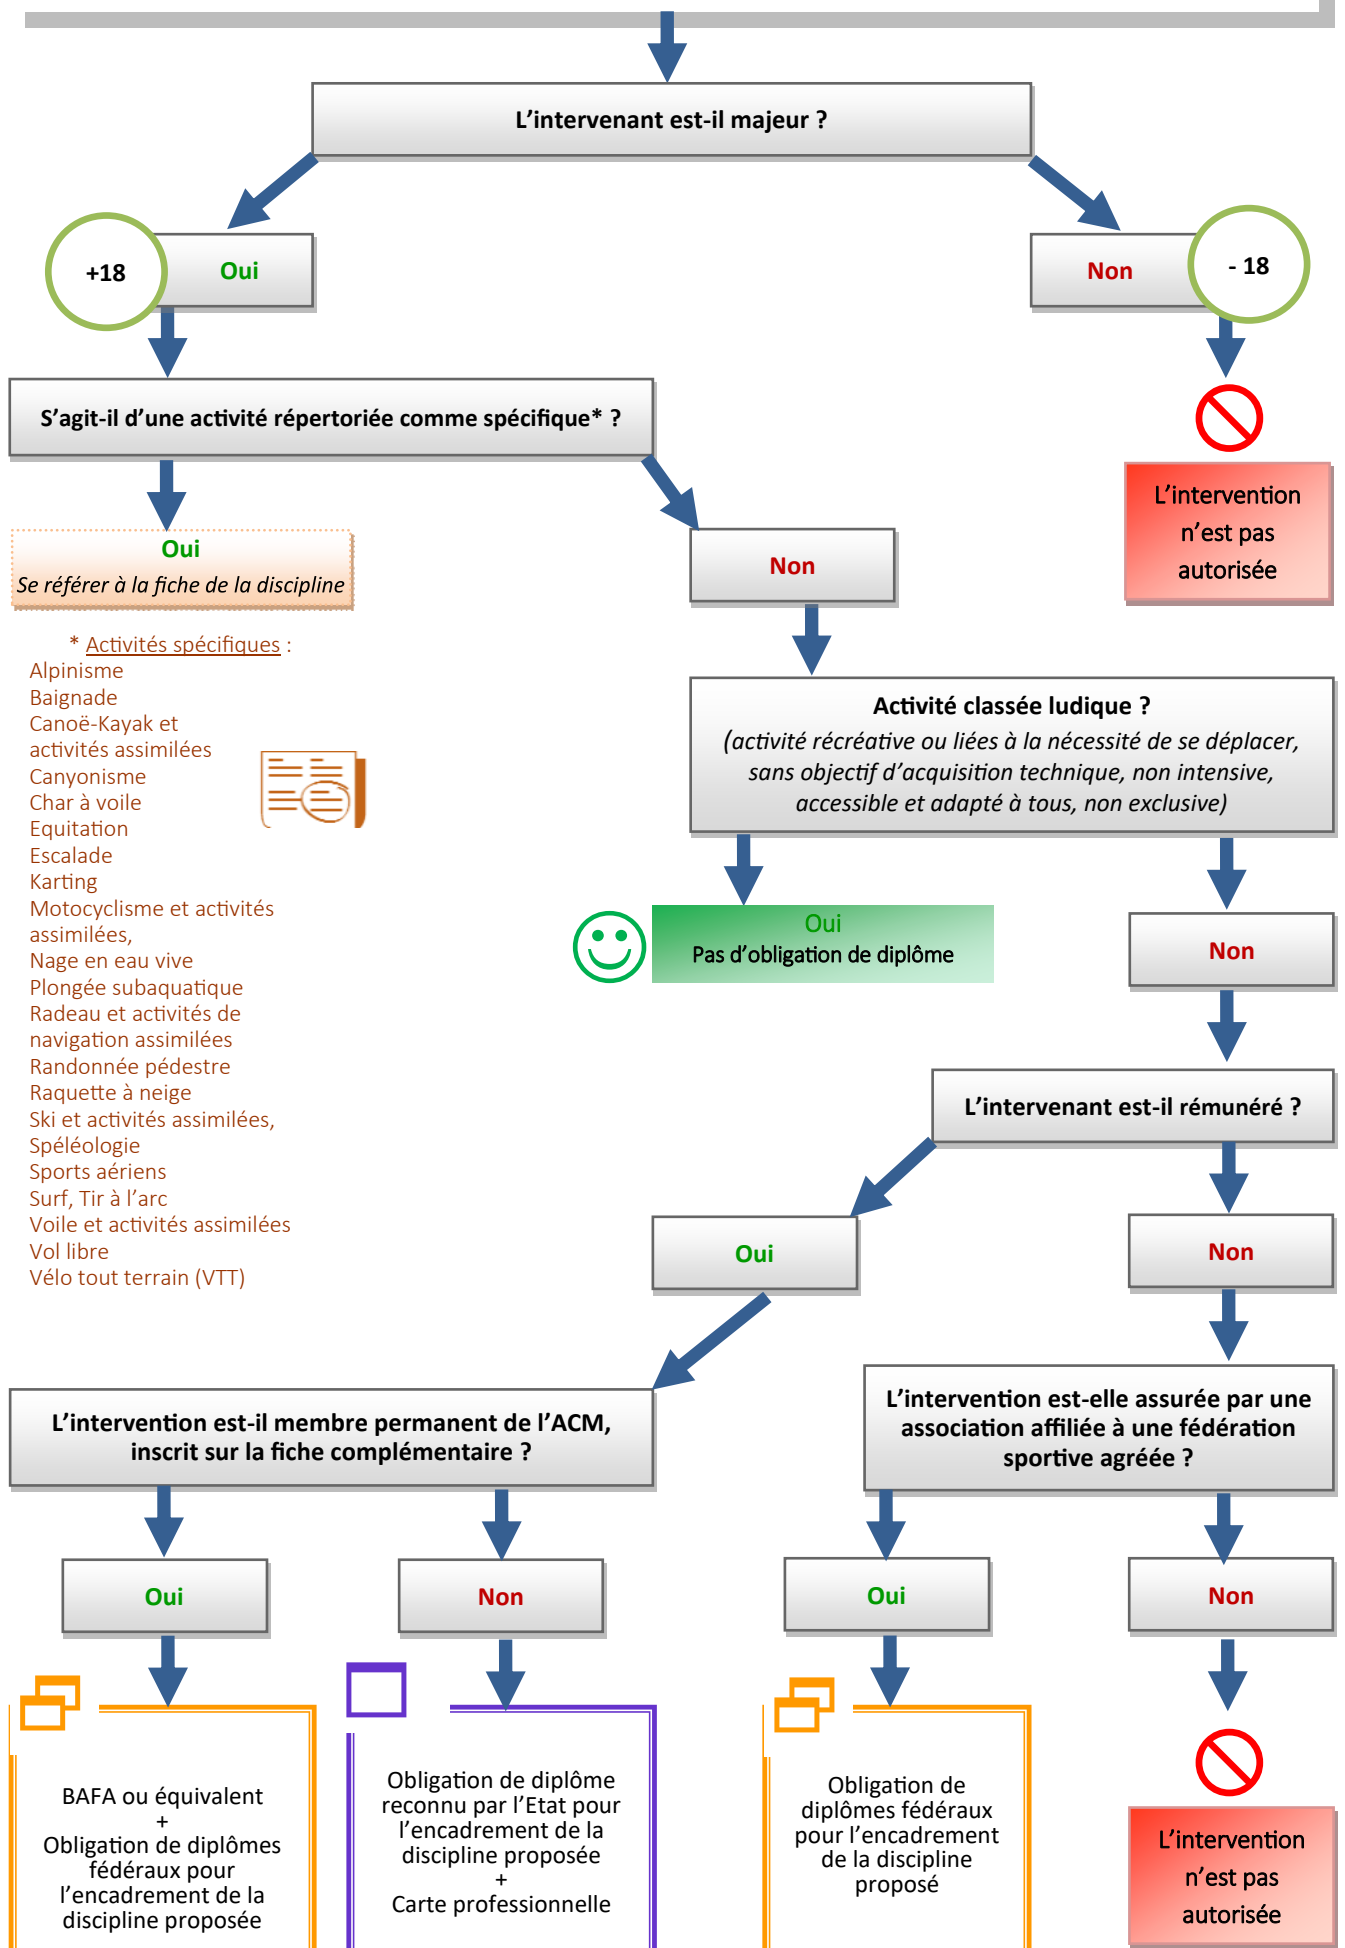 L'intervenant est-il majeur ?
+18
Oui
Non
- 18
S'agit-il d'une activité répertoriée comme spécifique* ?
L'intervention
n'est pas
autorisée
Oui
Se référer à la fiche de la discipline
Non
* Activités spécifiques :
Alpinisme
Baignade
Canoë-Kayak et
activités assimilées
Canyonisme
Char à voile
Equitation
Escalade
Karting
Motocyclisme et activités
assimilées,
Nage en eau vive
Plongée subaquatique
Radeau et activités de
navigation assimilées
Randonnée pédestre
Raquette à neige
Ski et activités assimilées,
Spéléologie
Sports aériens
Surf, Tir à l'arc
Voile et activités assimilées
Vol libre
Vélo tout terrain (VTT)
Activité classée ludique ?
(activité récréative ou liées à la nécessité de se déplacer,
sans objectif d'acquisition technique, non intensive,
accessible et adapté à tous, non exclusive)
Oui
Pas d'obligation de diplôme
Non
L'intervenant est-il rémunéré ?
Oui
Non
L'intervention est-il membre permanent de l'ACM,
inscrit sur la fiche complémentaire ?
L'intervention est-elle assurée par une
association affiliée à une fédération
sportive agréée ?
Oui
Non
Oui
Non
BAFA ou équivalent
+
Obligation de diplômes
fédéraux pour
l'encadrement de la
discipline proposée
Obligation de diplôme
reconnu par l'Etat pour
l'encadrement de la
discipline proposée
+
Carte professionnelle
Obligation de
diplômes fédéraux
pour l'encadrement
de la discipline
proposé
L'intervention
n'est pas
autorisée